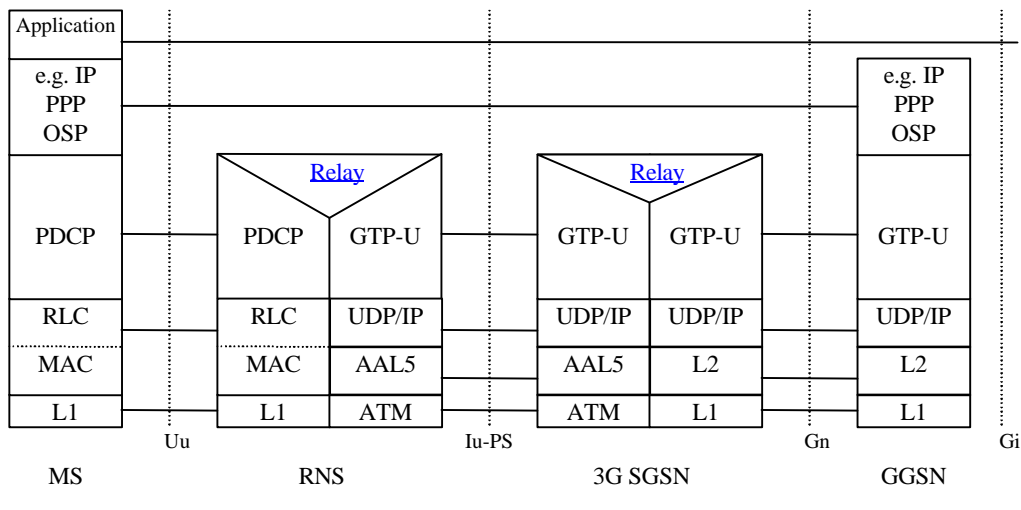 Application
e.g. IP
PPP
OSP
e.g. IP
PPP
OSP
Relay
Relay
PDCP
PDCP
GTP-U
GTP-U
GTP-U
GTP-U
RLC
RLC
UDP/IP
UDP/IP
UDP/IP
UDP/IP
MAC
MAC
AAL5
AAL5
L2
L2
L1
L1
ATM
ATM
L1
L1
Uu
Iu-PS
Gn
Gi
MS
RNS
3G SGSN
GGSN